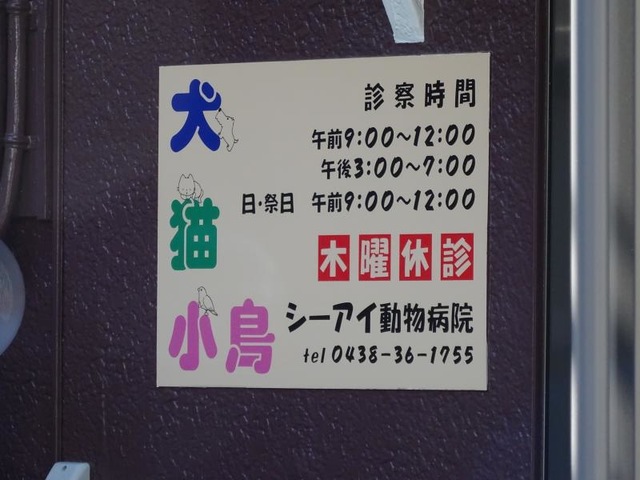 犬
猫
小鳥
診察時間
午前9:00～12:00
午後3:00～7:00
日・祭日 午前9:00～12:00
木曜休診
シーアイ動物病院
tel 0438-36-1755